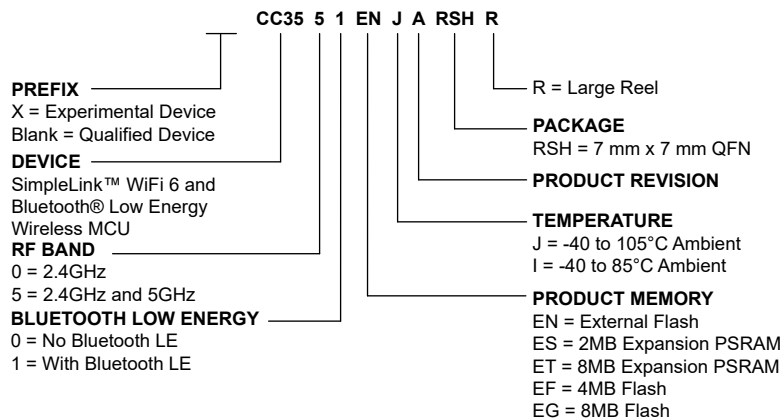 CC35 5 1 EN J A RSH R
PREFIX
X = Experimental Device
Blank = Qualified Device
DEVICE
SimpleLink™ WiFi 6 and
Bluetooth® Low Energy
Wireless MCU
RF BAND
0 = 2.4GHz
5 = 2.4GHz and 5GHz
BLUETOOTH LOW ENERGY
0 = No Bluetooth LE
1 = With Bluetooth LE
R = Large Reel
PACKAGE
RSH = 7 mm x 7 mm QFN
PRODUCT REVISION
TEMPERATURE
J = -40 to 105°C Ambient
I = -40 to 85°C Ambient
PRODUCT MEMORY
EN = External Flash
ES = 2MB Expansion PSRAM
ET = 8MB Expansion PSRAM
EF = 4MB Flash
EG = 8MB Flash